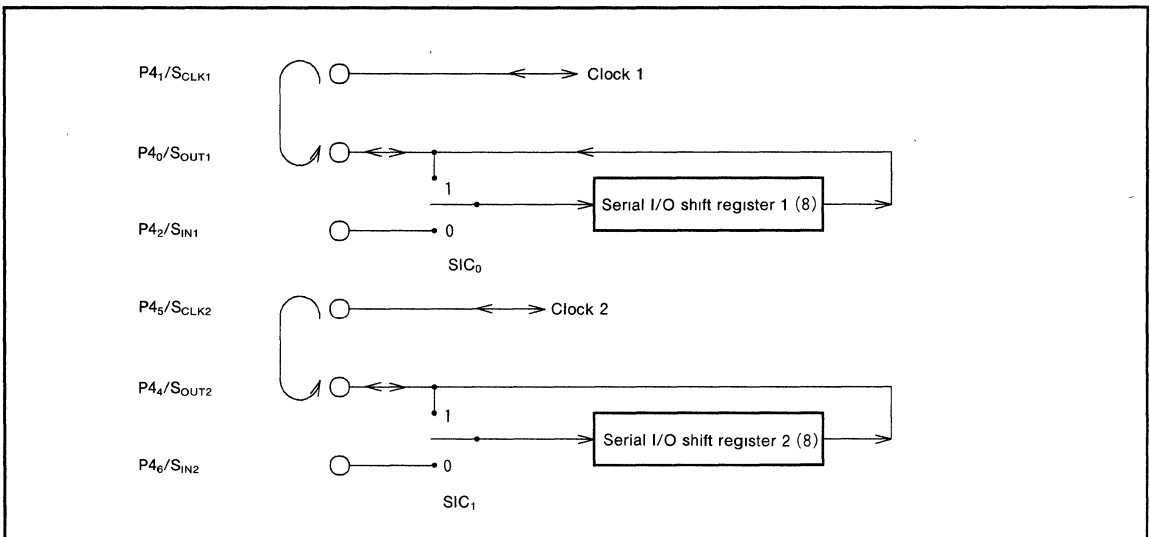 P4₁/S_CLK1
Clock 1
P4₀/S_OUT1
1
Serial I/O shift register 1 (8)
P4₂/S_IN1
0
SIC₀
P4₅/S_CLK2
Clock 2
P4₄/S_OUT2
1
Serial I/O shift register 2 (8)
P4₆/S_IN2
0
SIC₁